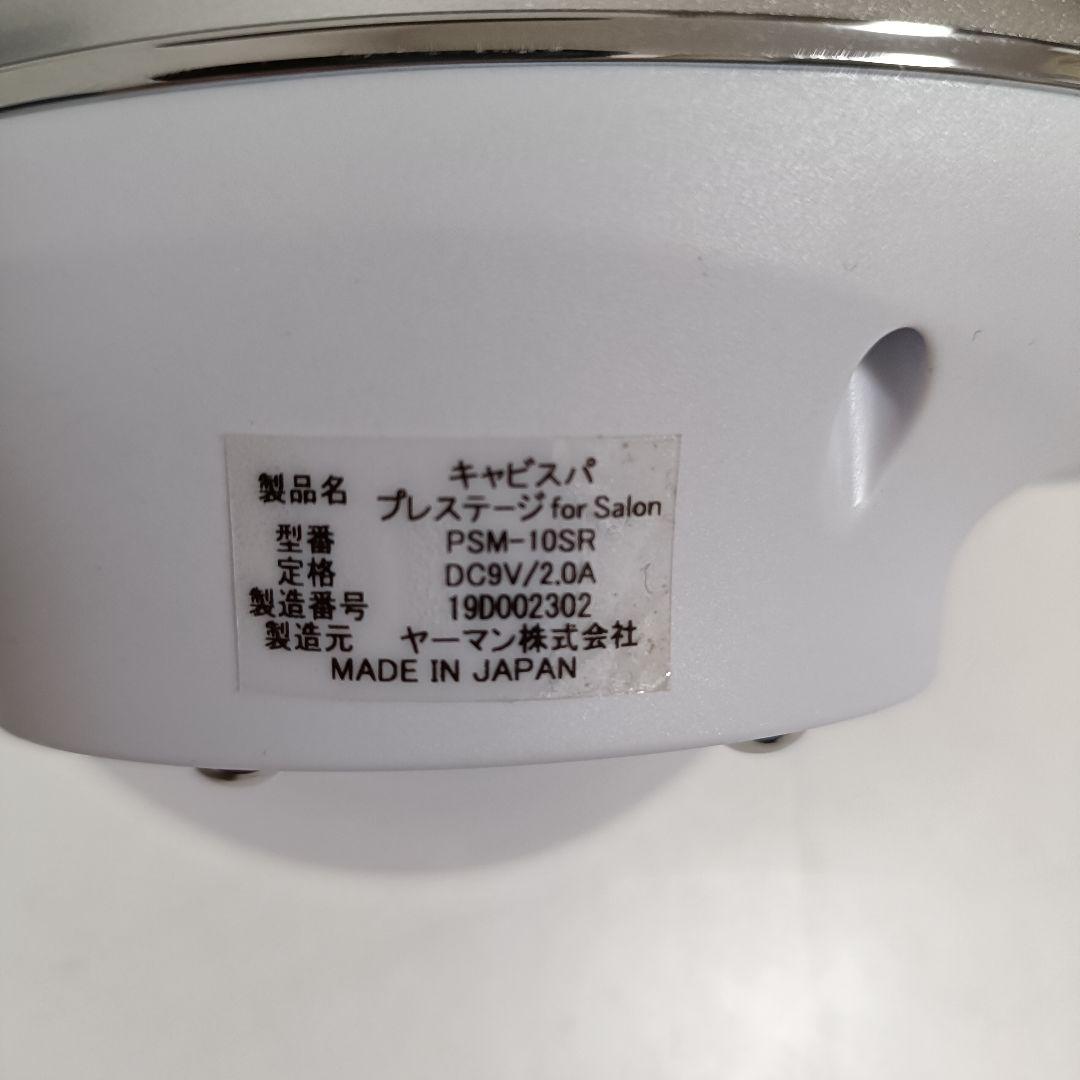 製品名 キャビスパ
プレステージ for Salon
型番 PSM-10SR
定格 DC9V/2.0A
製造番号 19D002302
製造元 ヤーマン株式会社
MADE IN JAPAN